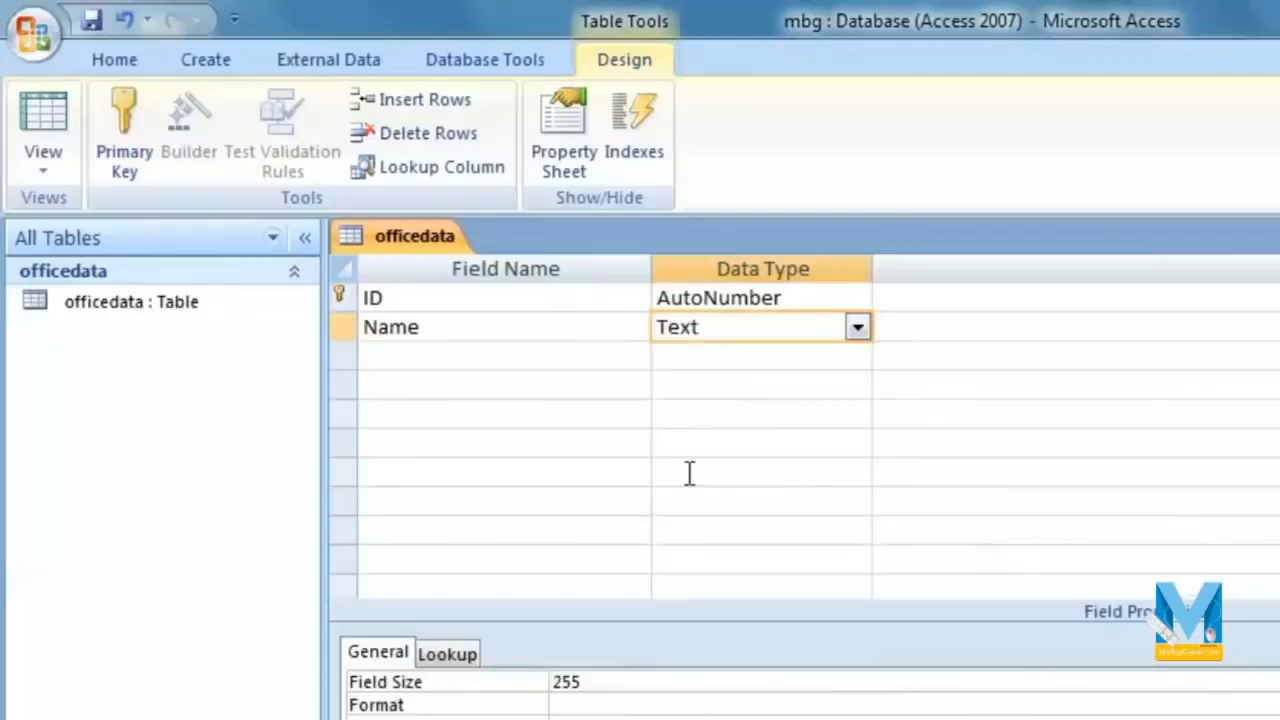 Table Tools
mbg : Database (Access 2007) - Microsoft Access
Home Create External Data Database Tools Design
View
Primary Key
Builder
Test Validation Rules
Insert Rows
Delete Rows
Lookup Column
Property Sheet
Indexes
Views Tools Show/Hide
All Tables
officedata
officedata : Table
officedata
Field Name Data Type
ID AutoNumber
Name Text
Field
General Lookup
Field Size 255
Format